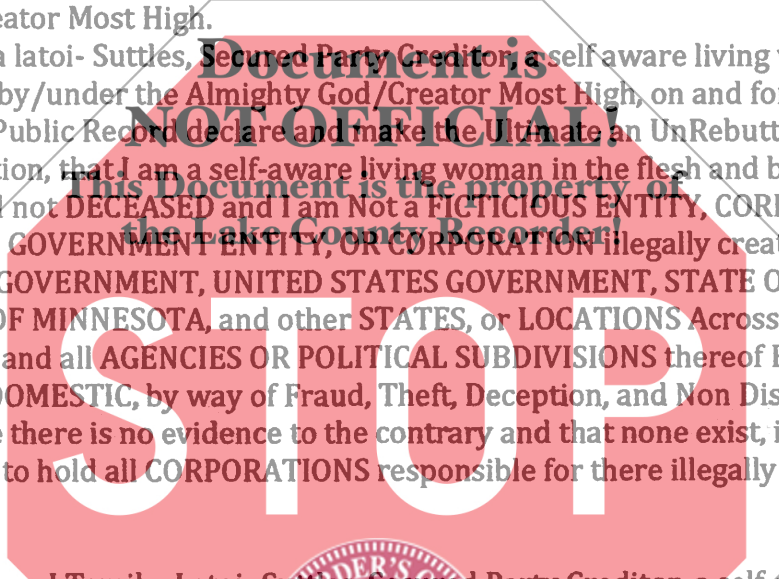 eator Most High.
a latoi- Suttles, Secured Party Creditor, a self aware living
Document is
by/under the Almighty God/Creator Most High, on and fo
Public Record declare and make the Ultimate an UnRebutt
NOT OFFICIAL!
tion, that I am a self-aware living woman in the flesh and b
This Document is the property of
d not DECEASED and I am Not a FICTICIOUS ENTITY, COR
the Lake County Recorder!
GOVERNMENT ENTITY, OR CORPORATION illegally creat
GOVERNMENT, UNITED STATES GOVERNMENT, STATE O
OF MINNESOTA, and other STATES, or LOCATIONS Across
and all AGENCIES OR POLITICAL SUBDIVISIONS thereof
DOMESTIC, by way of Fraud, Theft, Deception, and Non Dis
e there is no evidence to the contrary and that none exist, i
to hold all CORPORATIONS responsible for there illegally
STOP
Secured Party Creditor, a self